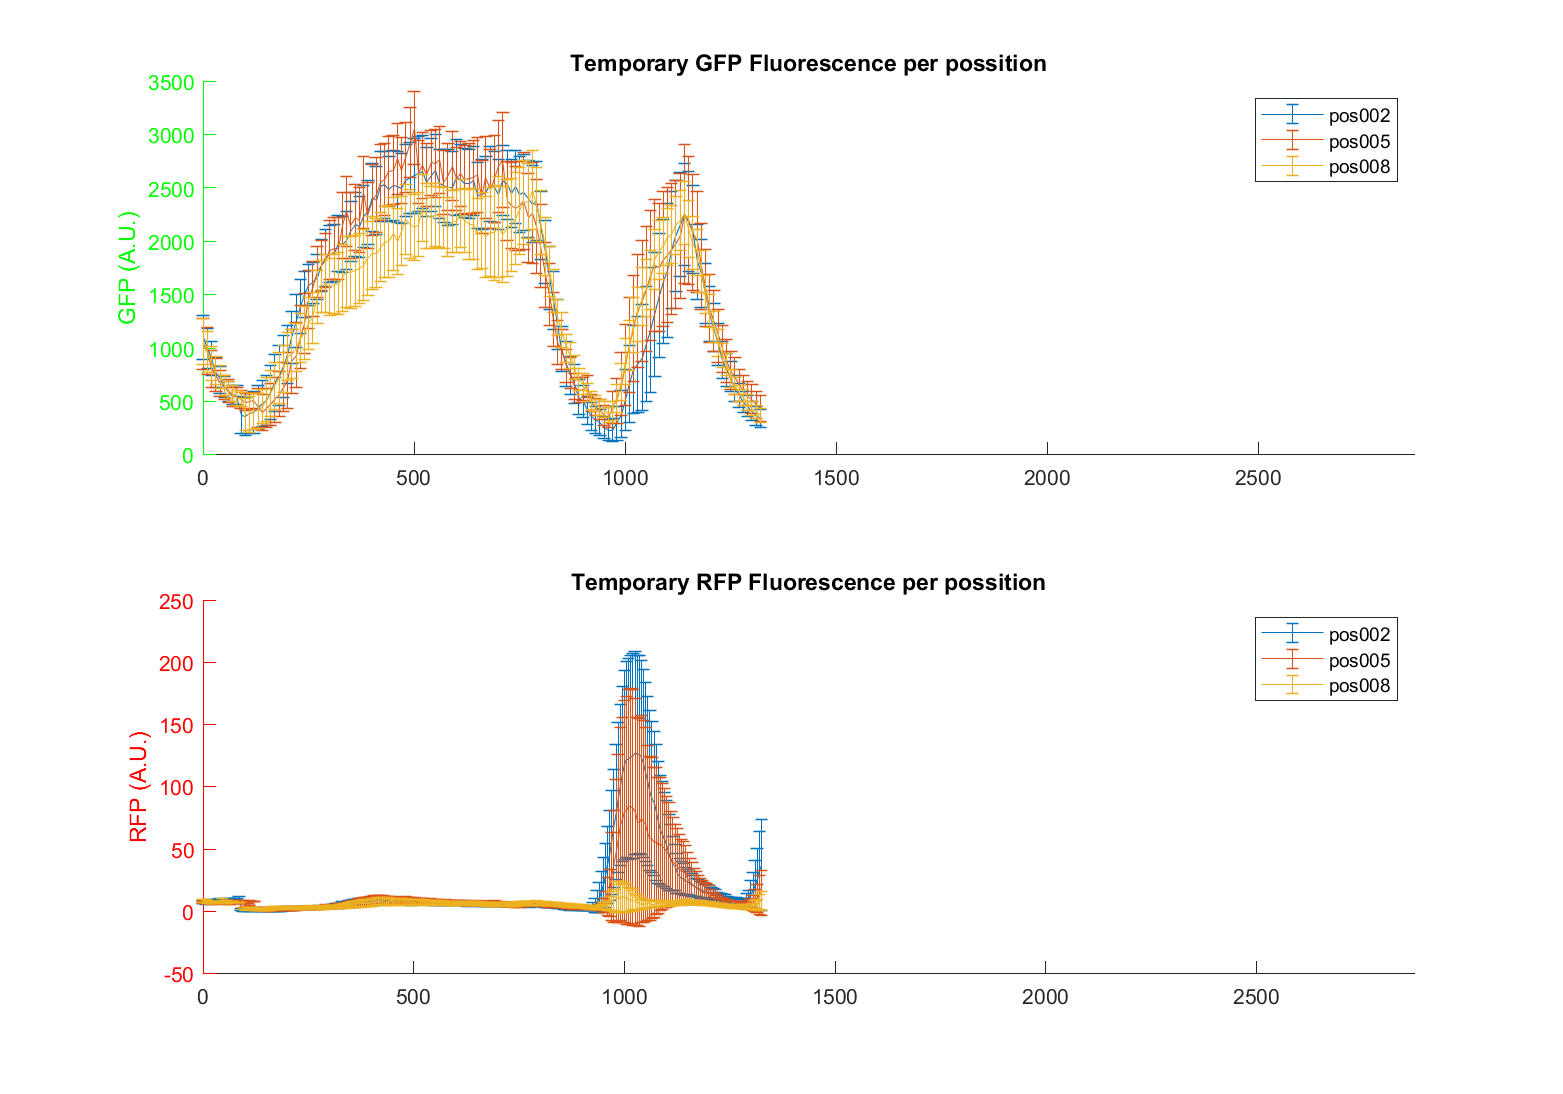 Temporary GFP Fluorescence per possition
GFP (A.U.)
3500
3000
2500
2000
1500
1000
500
0
0 500 1000 1500 2000 2500
pos002
pos005
pos008
Temporary RFP Fluorescence per possition
RFP (A.U.)
250
200
150
100
50
0
-50
0 500 1000 1500 2000 2500
pos002
pos005
pos008